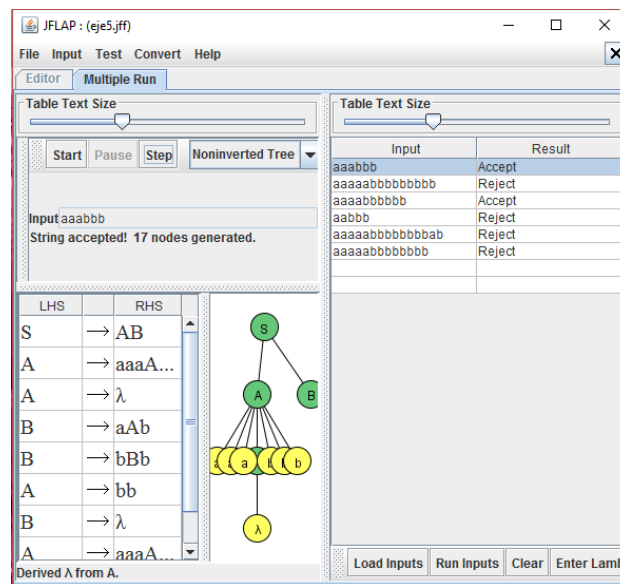 JFLAP : (eje5.jff)
File Input Test Convert Help
Editor Multiple Run
Table Text Size
Start Pause Step Noninverted Tree
Input aaabbb
String accepted! 17 nodes generated.
LHS RHS
S → AB
A → aaaA...
A → λ
B → aAb
B → bBb
A → bb
B → λ
A → aaaA...
Derived λ from A.
S
A B
a b b
λ
Table Text Size
Input Result
aaabbb Accept
aaaaabbbbbbbbb Reject
aaabbbbbb Accept
aabbb Reject
aaaaabbbbbbbbab Reject
aaaaabbbbbbbb Reject
Load Inputs Run Inputs Clear Enter Lamb